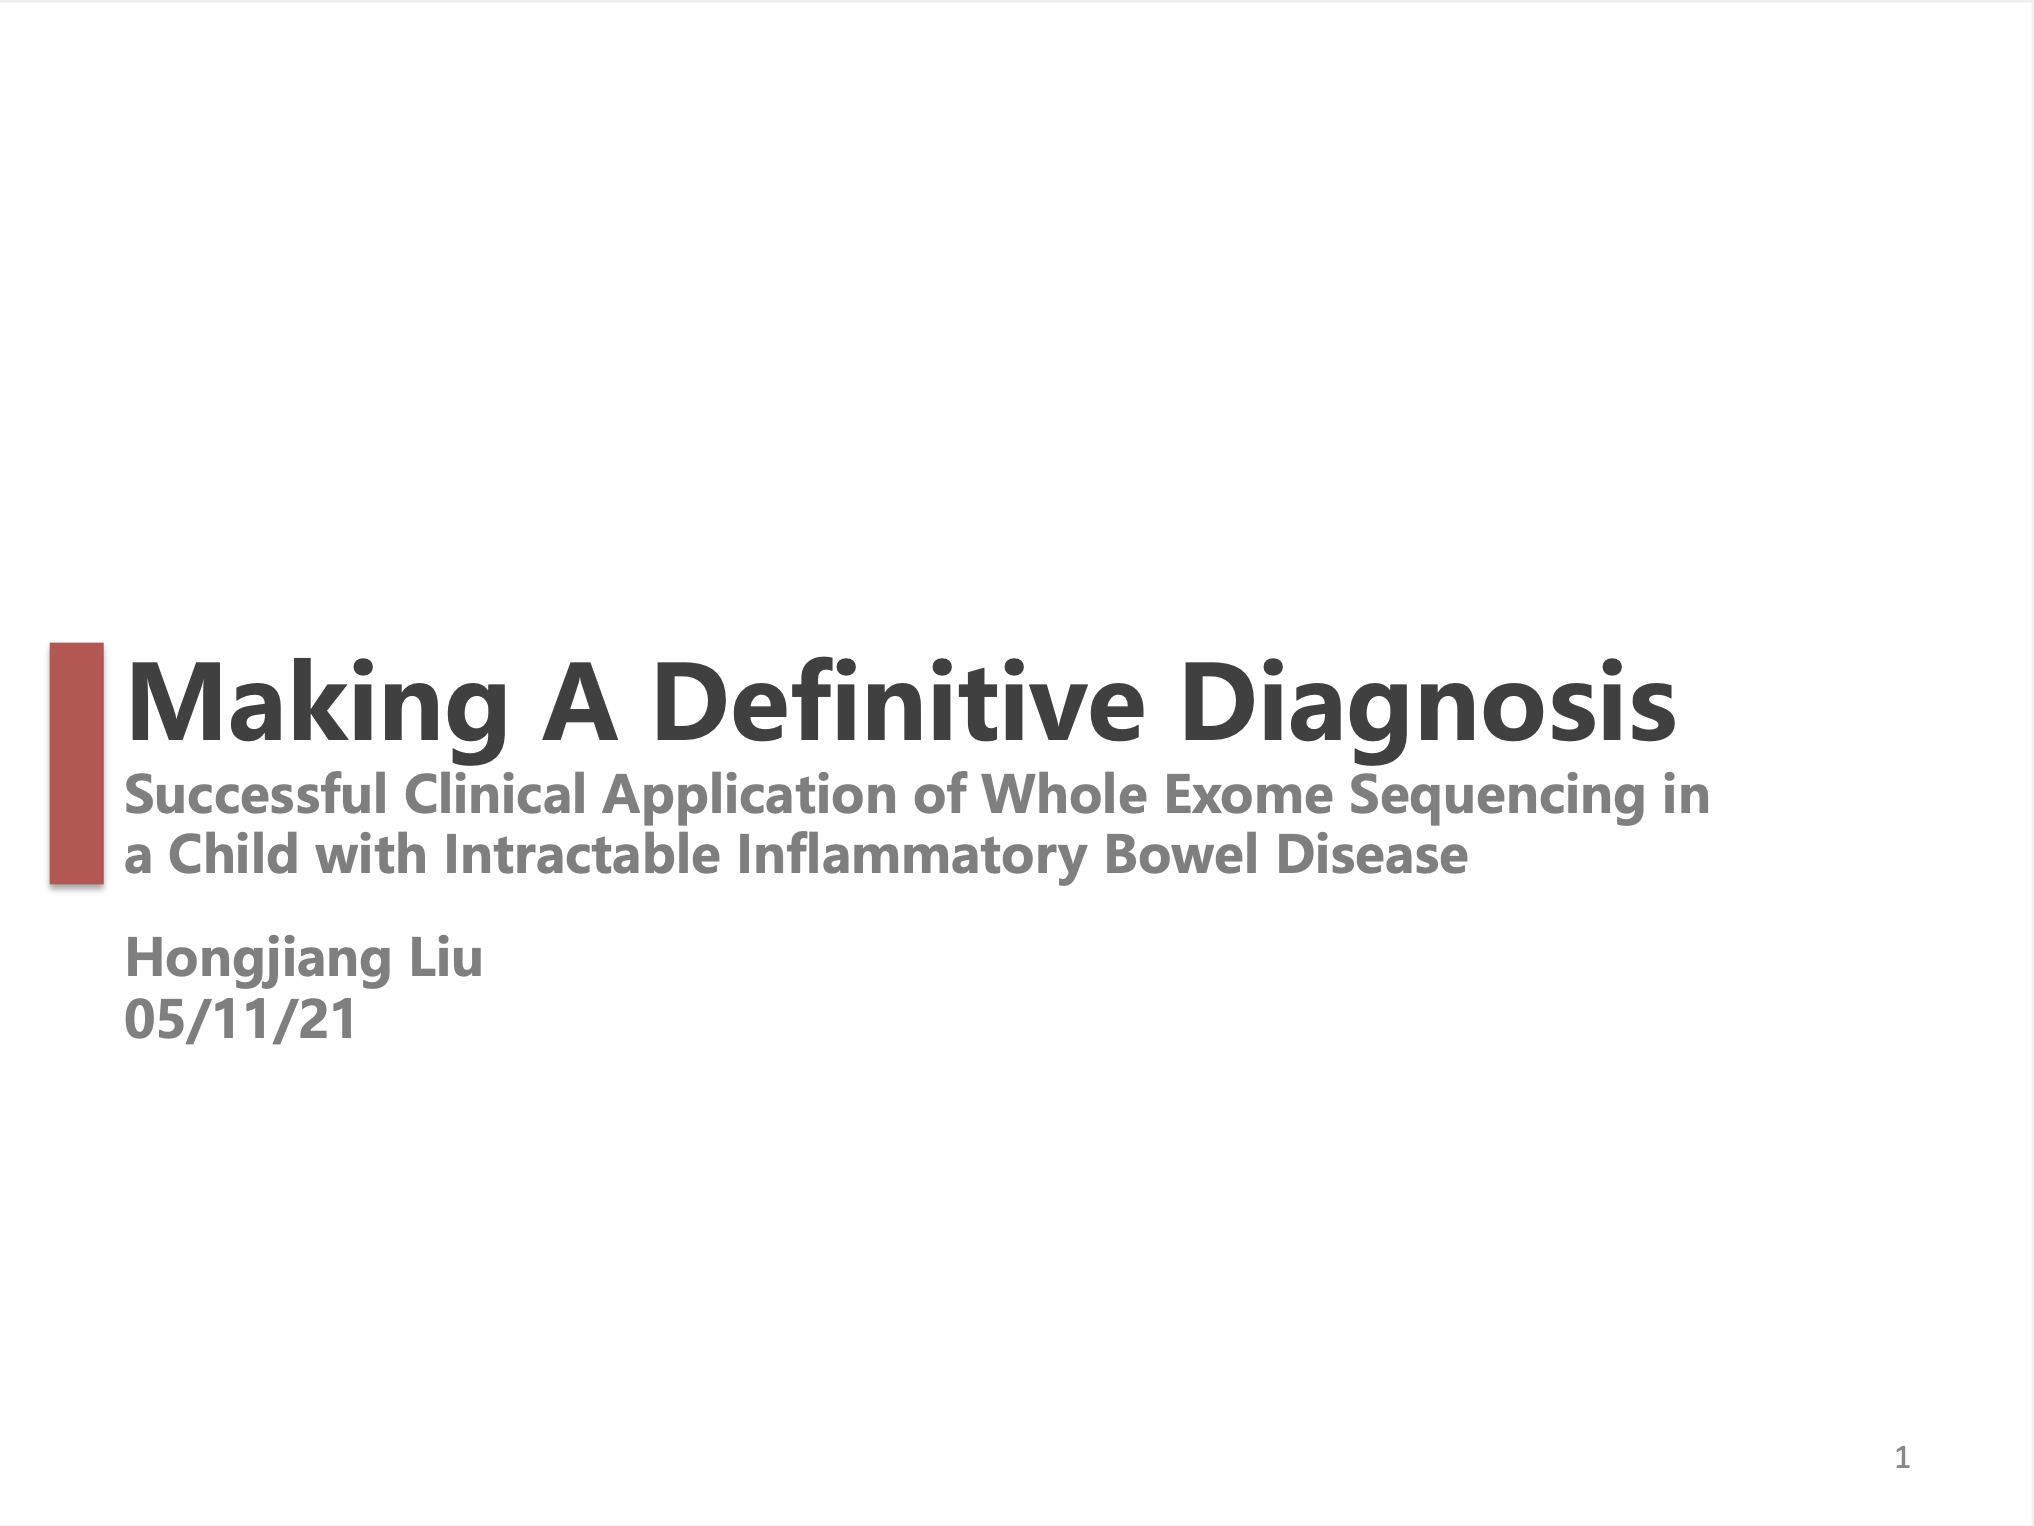 Making A Definitive Diagnosis
Successful Clinical Application of Whole Exome Sequencing in
a Child with Intractable Inflammatory Bowel Disease
Hongjiang Liu
05/11/21
1